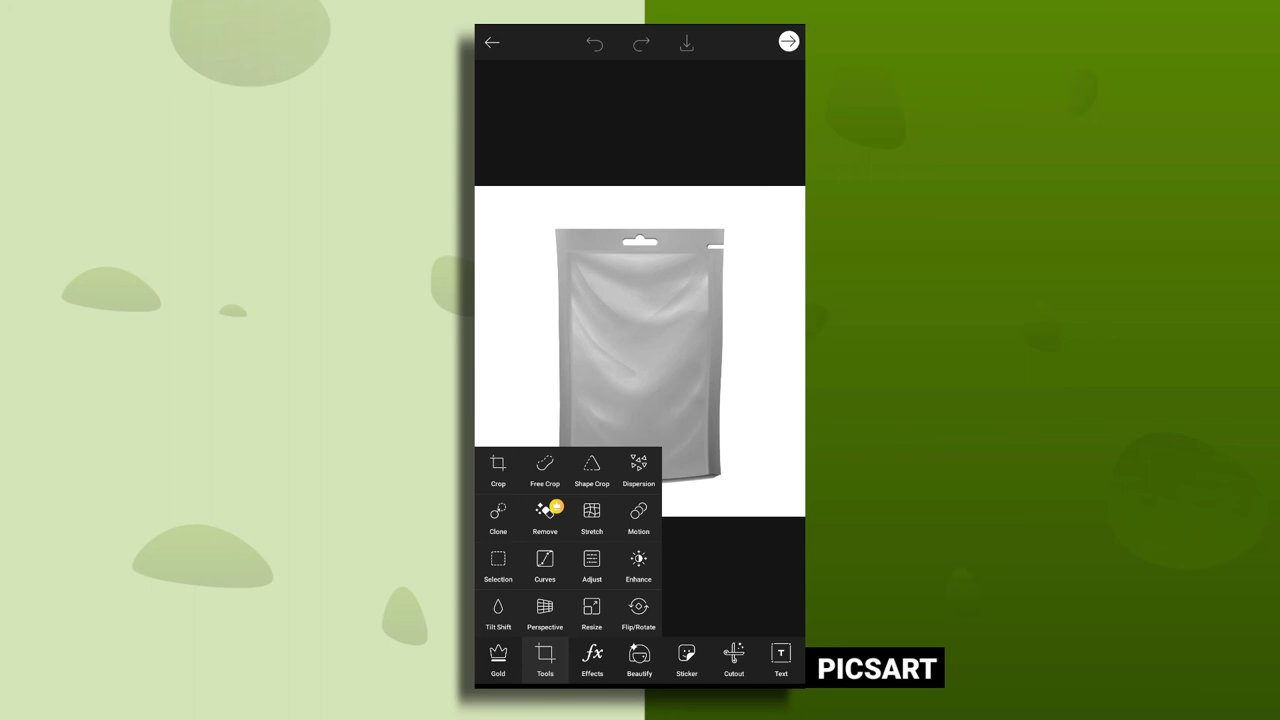 Crop Free Crop Shape Crop Dispersion
Clone Remove Stretch Motion
Selection Curves Adjust Enhance
Tilt Shift Perspective Resize Flip/Rotate
Gold Tools fx Effects Beautify Sticker Cutout T Text
PICSART